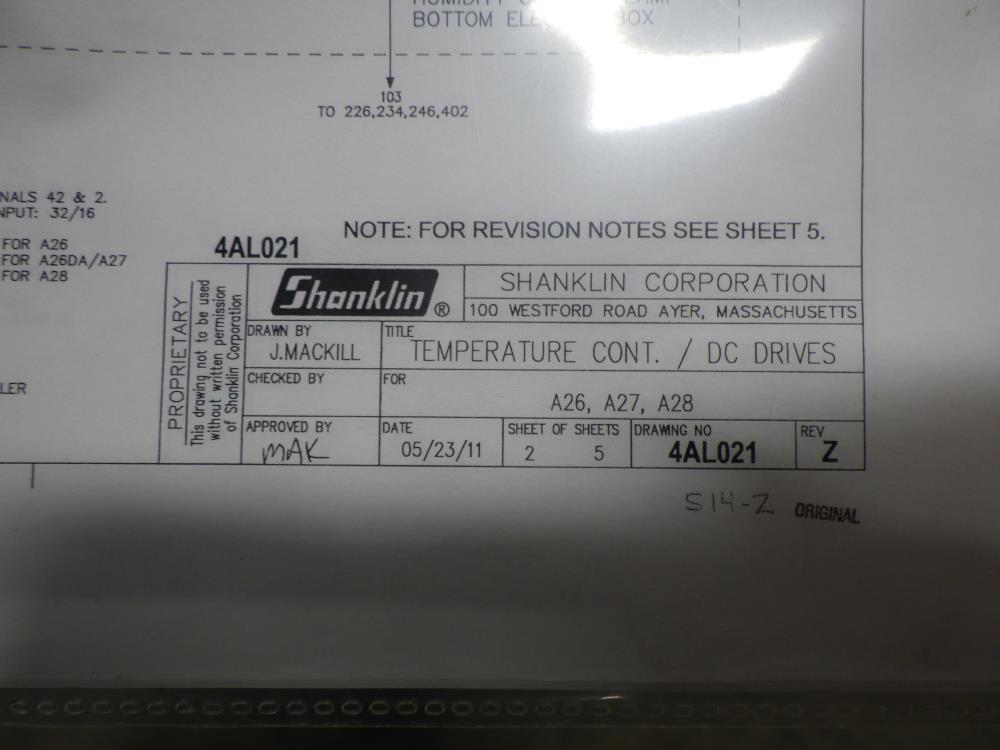 BOTTOM BOX
103
TO 226,234,246,402
NALS 42 & 2.
NPUT: 32/16
FOR A26
FOR A26DA/A27
FOR A28
LER
NOTE: FOR REVISION NOTES SEE SHEET 5.
4AL021
PROPRIETARY
This drawing not to be used
without written permission
of Shanklin Corporation
Shanklin ®
SHANKLIN CORPORATION
100 WESTFORD ROAD AYER, MASSACHUSETTS
DRAWN BY
J.MACKILL
TITLE
TEMPERATURE CONT. / DC DRIVES
CHECKED BY
FOR
A26, A27, A28
APPROVED BY
MAK
DATE
05/23/11
SHEET OF SHEETS
2 5
DRAWING NO
4AL021
REV
Z
S14-Z ORIGINAL